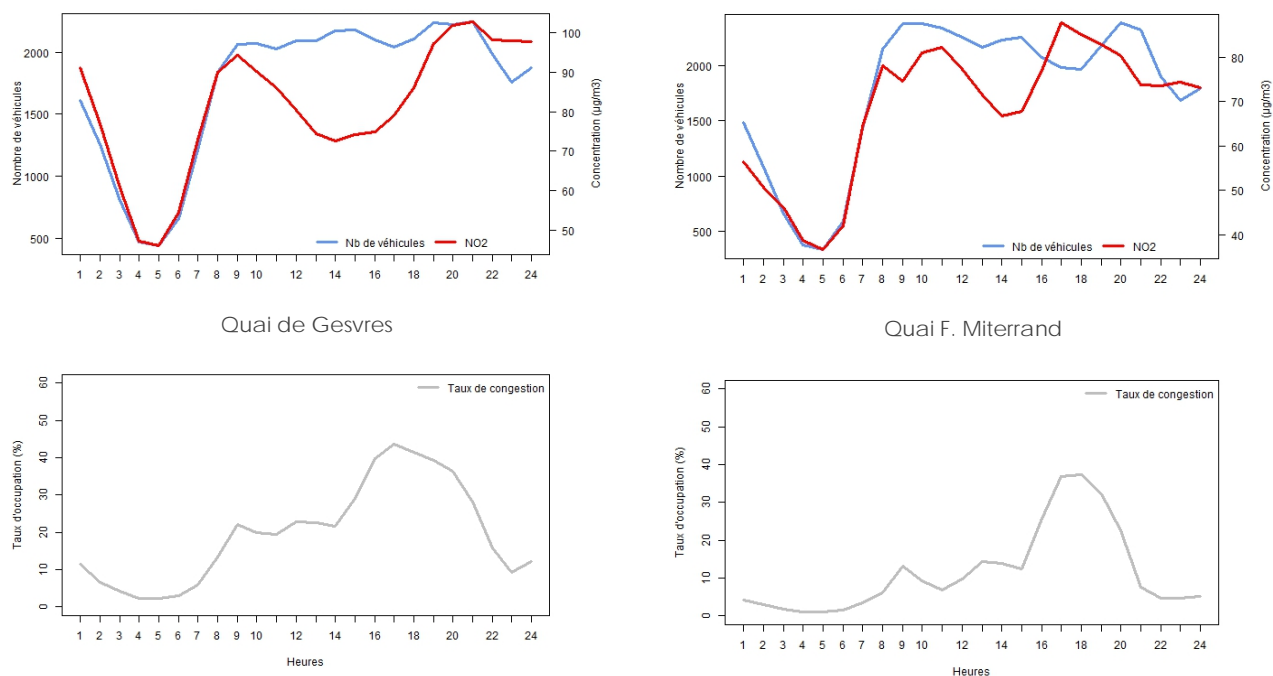 Nombre de véhicules
2000
1500
1000
500
100
90
80
70
60
50
Concentration (µg/m3)
Nb de véhicules NO2
1 2 3 4 5 6 7 8 9 10 12 14 16 18 20 22 24
Quai de Gesvres
Nombre de véhicules
2000
1500
1000
500
80
70
60
50
40
Concentration (µg/m3)
Nb de véhicules NO2
1 2 3 4 5 6 7 8 9 10 12 14 16 18 20 22 24
Quai F. Miterrand
Taux d'occupation (%)
60
50
40
30
20
10
0
Taux de congestion
1 2 3 4 5 6 7 8 9 10 12 14 16 18 20 22 24
Heures
Taux d'occupation (%)
60
50
40
30
20
10
0
Taux de congestion
1 2 3 4 5 6 7 8 9 10 12 14 16 18 20 22 24
Heures